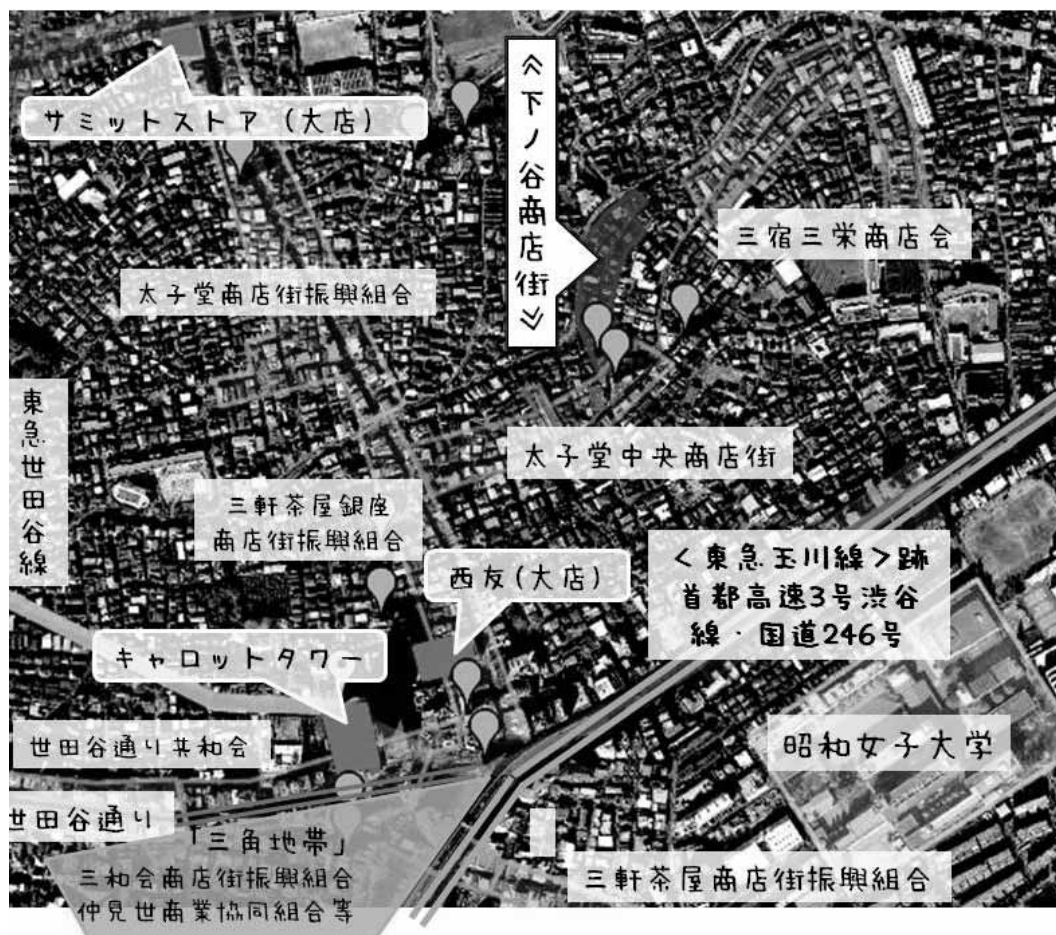 サミットストア（大店）
≪下ノ谷商店街≫
三宿三栄商店会
太子堂商店街振興組合
東急世田谷線
太子堂中央商店街
三軒茶屋銀座
商店街振興組合
西友(大店)
＜東急玉川線＞跡
首都高速3号渋谷
線・国道246号
キャロットタワー
世田谷通り共和会
昭和女子大学
世田谷通り
「三角地帯」
三和会商店街振興組合
仲見世商業協同組合等
三軒茶屋商店街振興組合